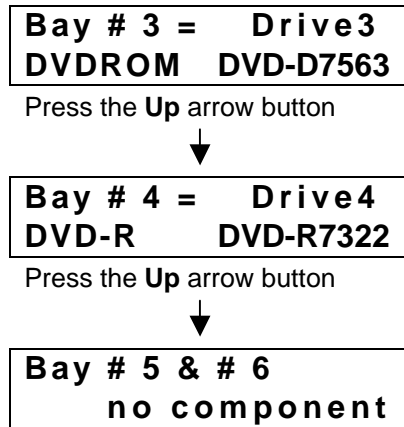 Bay # 3 = Drive3
DVDROM DVD-D7563
Press the Up arrow button
Bay # 4 = Drive4
DVD-R DVD-R7322
Press the Up arrow button
Bay # 5 & # 6
no component